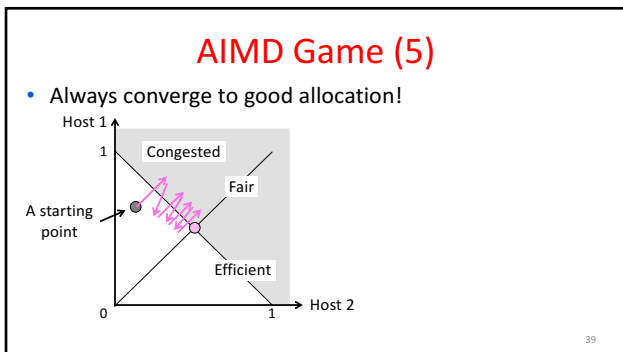 AIMD Game (5)
• Always converge to good allocation!
Host 1
1
Congested
Fair
A starting
point
Efficient
0
1
Host 2
39